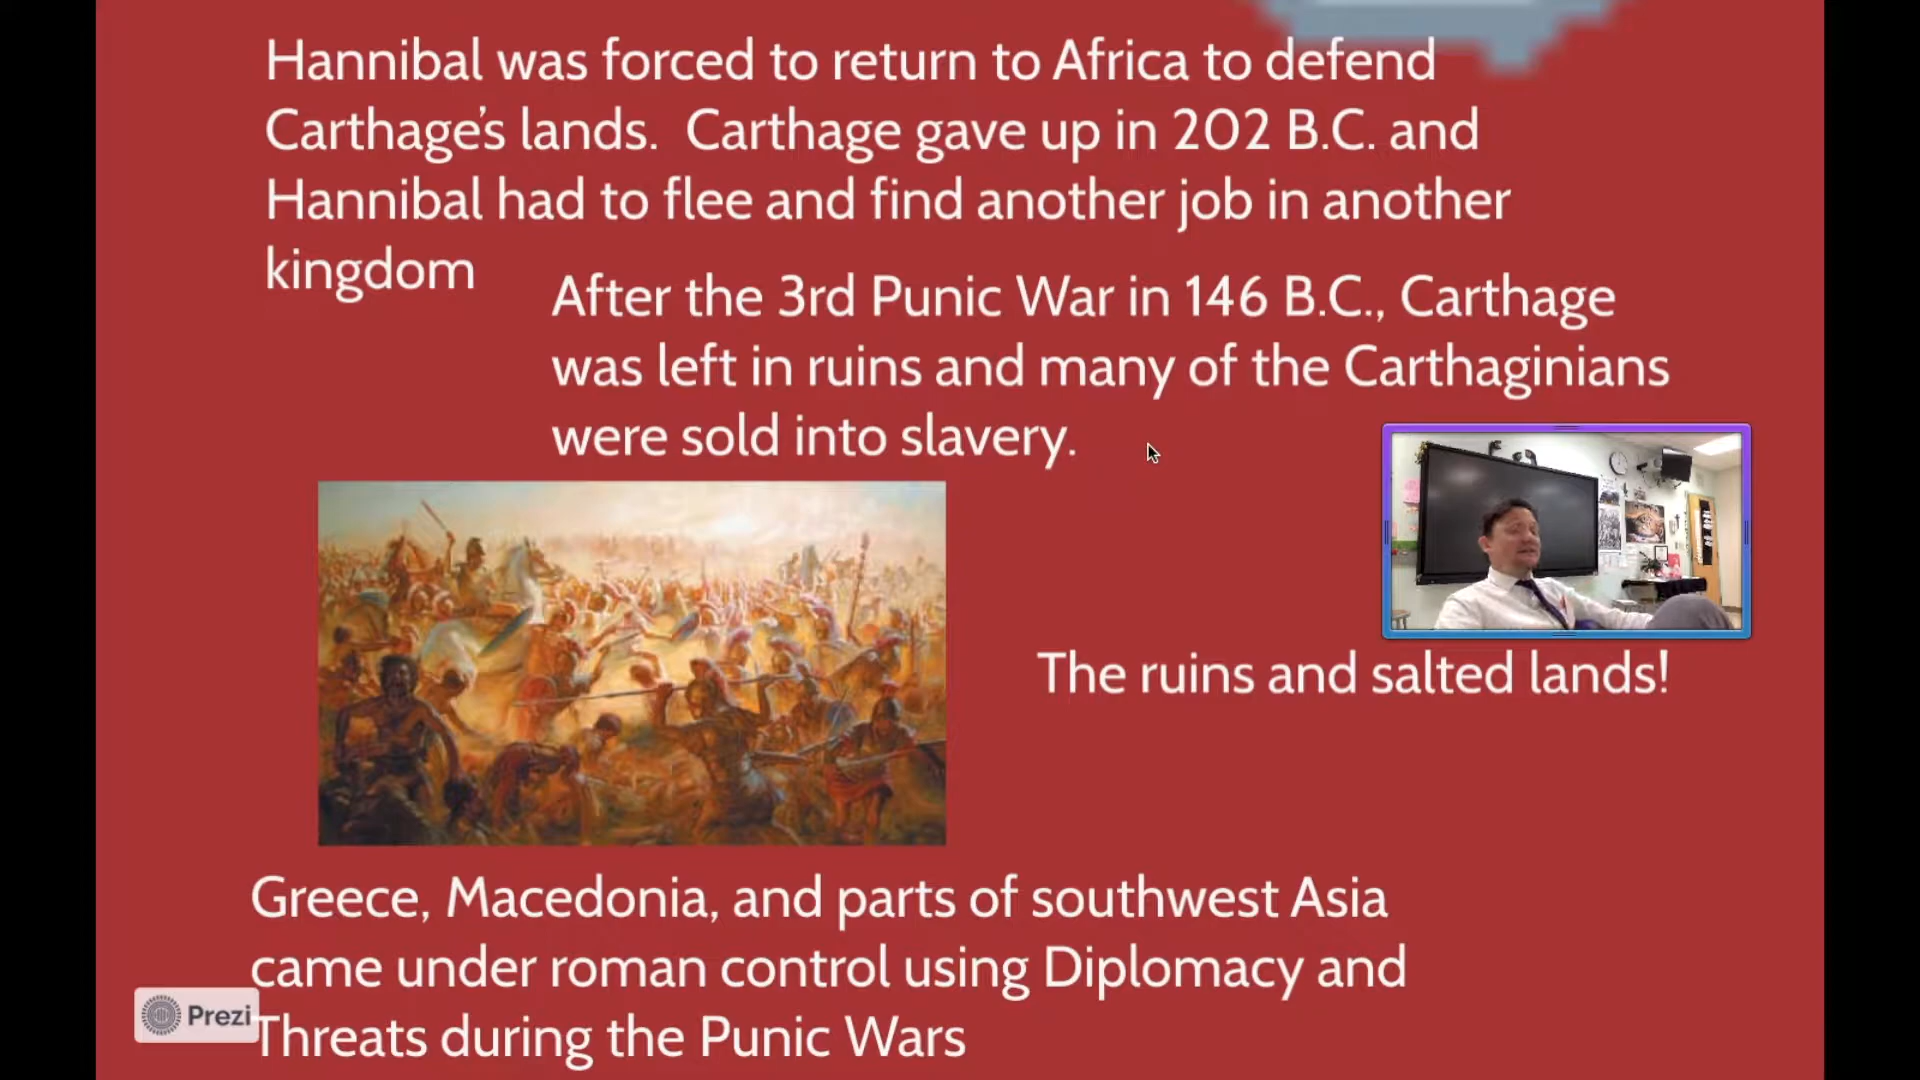 Hannibal was forced to return to Africa to defend
Carthage's lands.  Carthage gave up in 202 B.C. and
Hannibal had to flee and find another job in another
kingdom
After the 3rd Punic War in 146 B.C., Carthage
was left in ruins and many of the Carthaginians
were sold into slavery.
The ruins and salted lands!
Greece, Macedonia, and parts of southwest Asia
came under roman control using Diplomacy and
Threats during the Punic Wars
Prezi